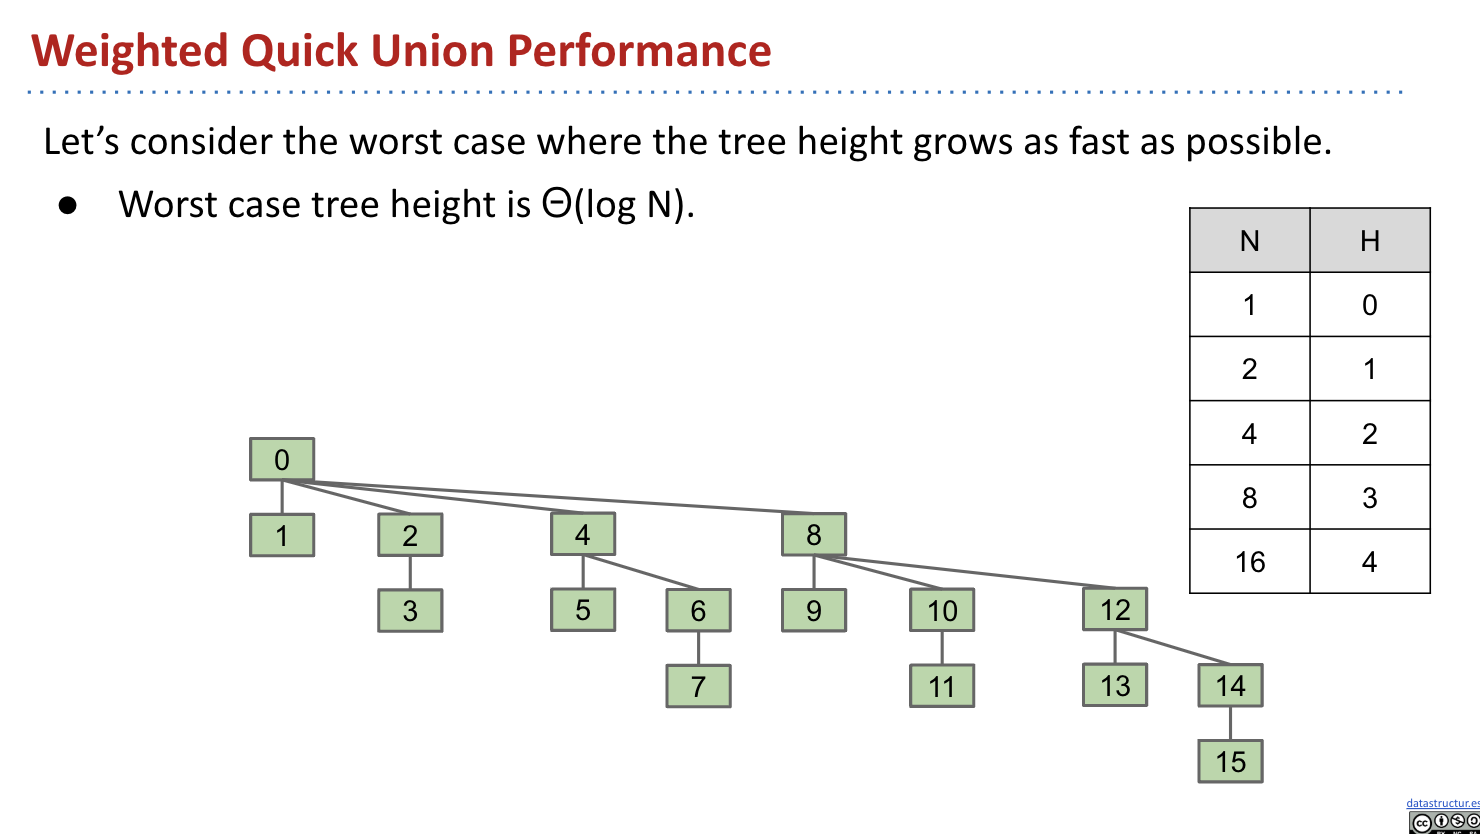 Weighted Quick Union Performance
Let’s consider the worst case where the tree height grows as fast as possible.
● Worst case tree height is Θ(log N).
N H
1 0
2 1
4 2
8 3
16 4
0
1 2 4 8
3 5 6 9 10 12
7 11 13 14
15
datastructur.es
cc